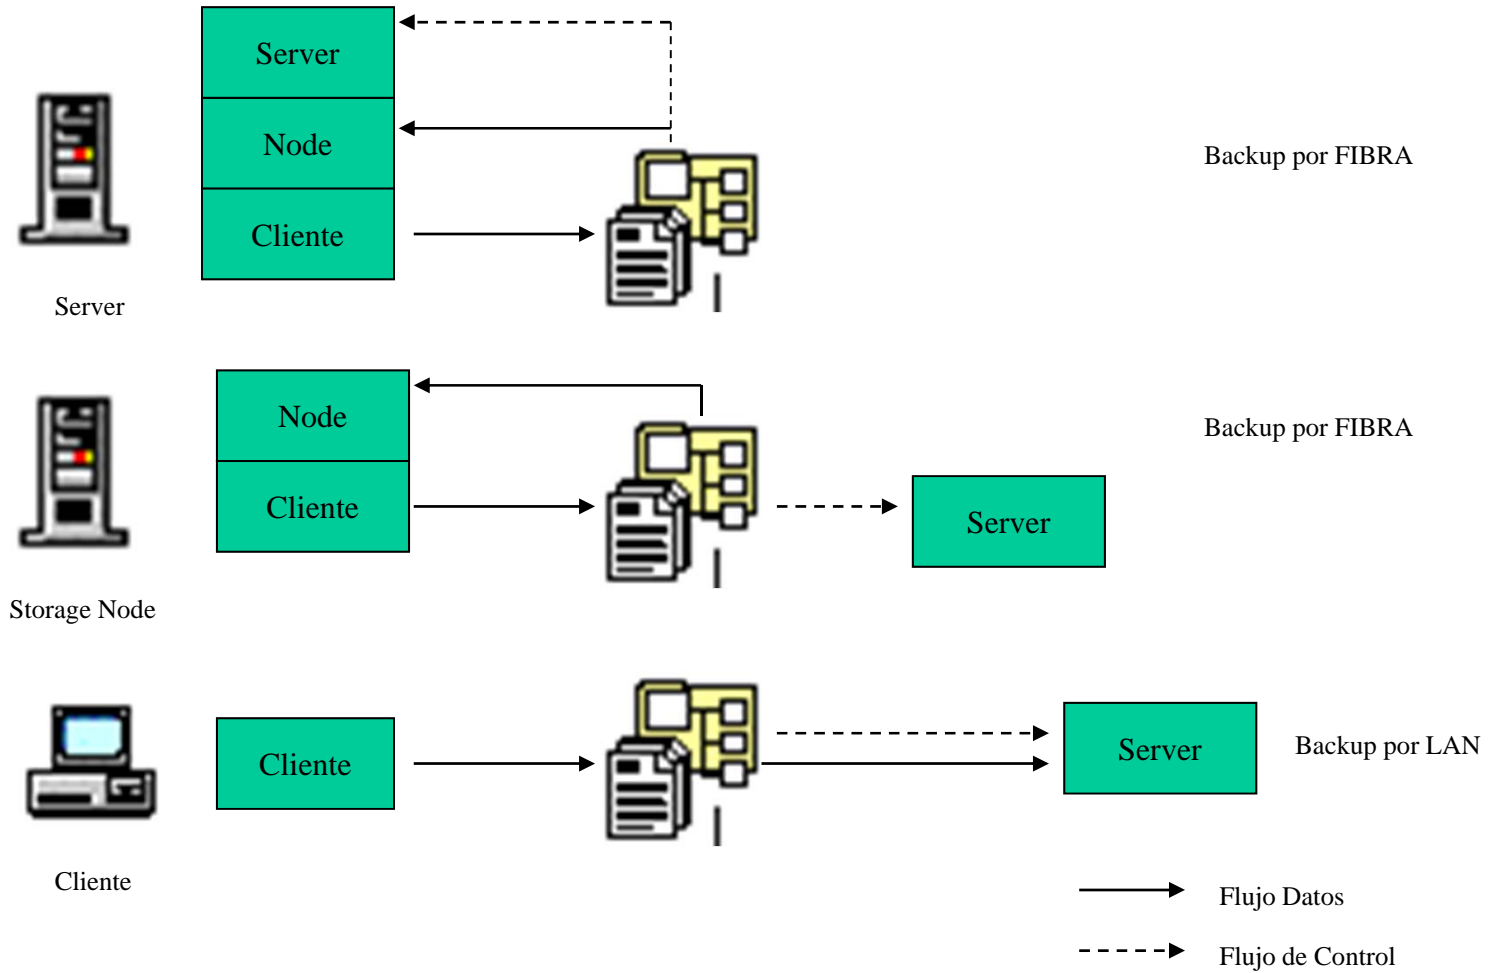 Server
Node
Cliente
Backup por FIBRA
Server
Node
Cliente
Server
Backup por FIBRA
Storage Node
Cliente
Server
Backup por LAN
Cliente
Flujo Datos
Flujo de Control